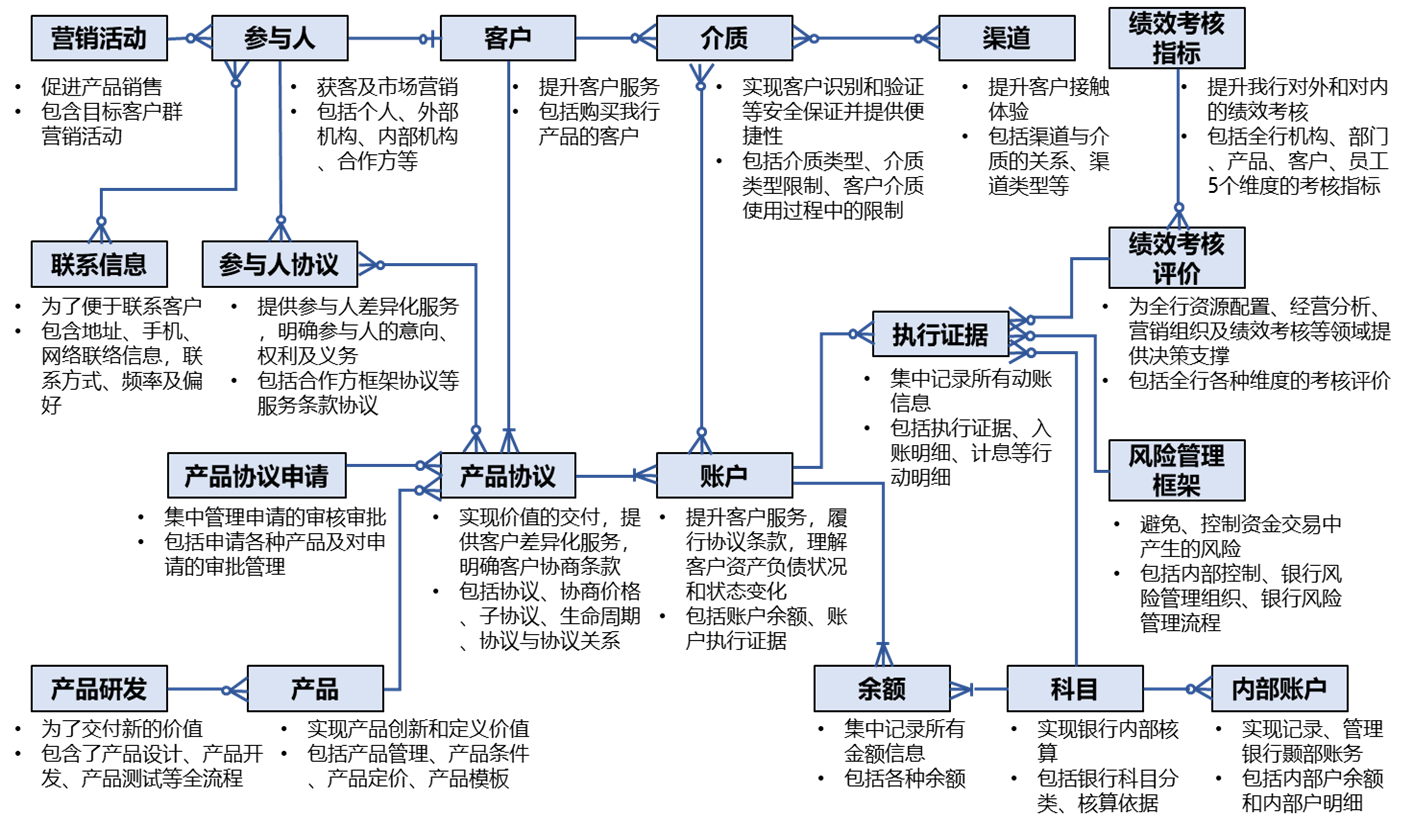 营销活动
• 促进产品销售
• 包含目标客户群
营销活动
参与人
• 获客及市场营销
• 包括个人、外部
机构、内部机构
、合作方等
客户
• 提升客户服务
• 包括购买我行
产品的客户
介质
• 实现客户识别和验证
等安全保证并提供便
捷性
• 包括介质类型、介质
类型限制、客户介质
使用过程中的限制
渠道
• 提升客户接触
体验
• 包括渠道与介
质的关系、渠
道类型等
绩效考核
指标
• 提升我行对外和对内
的绩效考核
• 包括全行机构、部门
、产品、客户、员工
5个维度的考核指标
联系信息
• 为了便于联系客户
• 包含地址、手机、
网络联络信息，联
系方式、频率及偏
好
参与人协议
• 提供参与人差异化服务
，明确参与人的意向、
权利及义务
• 包括合作方框架协议等
服务条款协议
执行证据
• 集中记录所有动账
信息
• 包括执行证据、入
账明细、计息等行
动明细
绩效考核
评价
• 为全行资源配置、经营分析、
营销组织及绩效考核等领域提
供决策支撑
• 包括全行各种维度的考核评价
产品协议申请
• 集中管理申请的审核审批
• 包括申请各种产品及对申
请的审批管理
产品协议
• 实现价值的交付，提
供客户差异化服务，
明确客户协商条款
• 包括协议、协商价格
、子协议、生命周期
、协议与协议关系
账户
• 提升客户服务，履
行协议条款，理解
客户资产负债状况
和状态变化
• 包括账户余额、账
户执行证据
风险管理
框架
• 避免、控制资金交易中
产生的风险
• 包括内部控制、银行风
险管理组织、银行风险
管理流程
产品研发
• 为了交付新的价值
• 包含了产品设计、产品开
发、产品测试等全流程
产品
• 实现产品创新和定义价值
• 包括产品管理、产品条件
、产品定价、产品模板
余额
• 集中记录所有
金额信息
• 包括各种余额
科目
• 实现银行内部核
算
• 包括银行科目分
类、核算依据
内部账户
• 实现记录、管理
银行颞部账务
• 包括内部户余额
和内部户明细